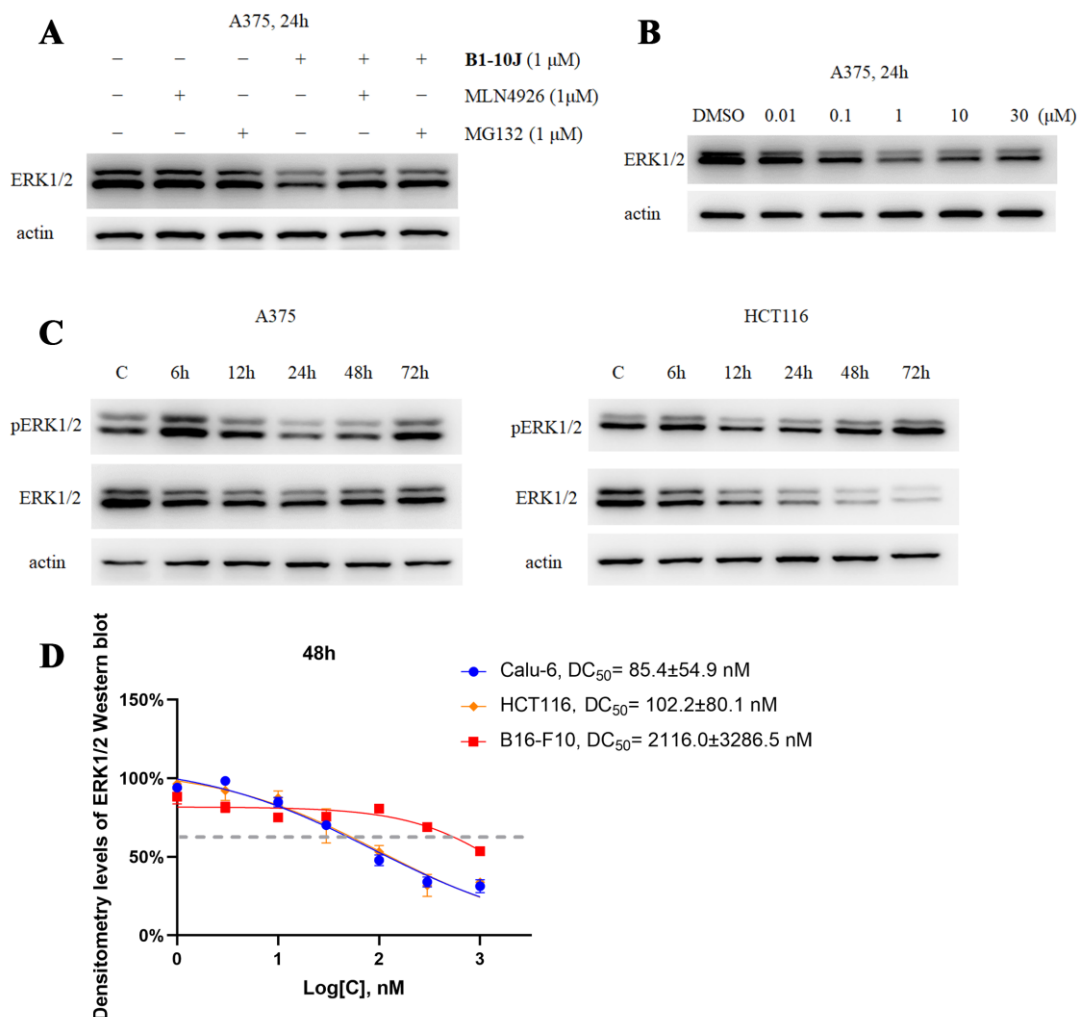 A
A375, 24h
– – – + + + B1-10J (1 μM)
– + – – + – MLN4926 (1μM)
– – + – – + MG132 (1 μM)
ERK1/2
actin
B
A375, 24h
DMSO 0.01 0.1 1 10 30 (μM)
ERK1/2
actin
C
A375
C 6h 12h 24h 48h 72h
pERK1/2
ERK1/2
actin
HCT116
C 6h 12h 24h 48h 72h
pERK1/2
ERK1/2
actin
D
48h
Calu-6, DC₅₀= 85.4±54.9 nM
HCT116, DC₅₀= 102.2±80.1 nM
B16-F10, DC₅₀= 2116.0±3286.5 nM
Densitometry levels of ERK1/2 Western blot
150%
100%
50%
0%
0 1 2 3
Log[C], nM